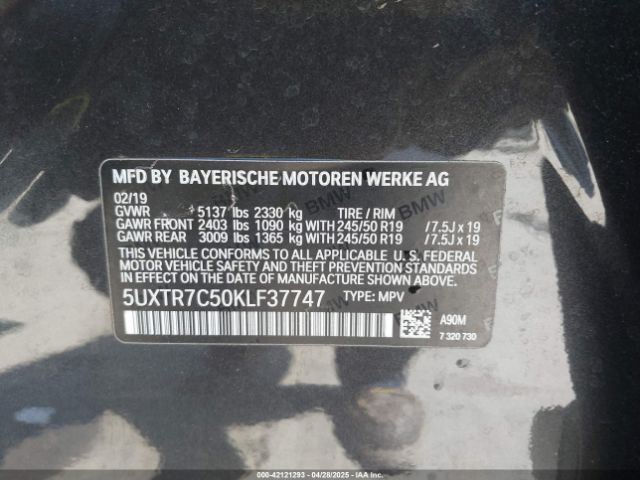 MFD BY BAYERISCHE MOTOREN WERKE AG
02/19
GVWR 5137 lbs 2330 kg TIRE / RIM
GAWR FRONT 2403 lbs 1090 kg WITH 245/50 R19 /7.5J x 19
GAWR REAR 3009 lbs 1365 kg WITH 245/50 R19 /7.5J x 19
THIS VEHICLE CONFORMS TO ALL APPLICABLE U. S. FEDERAL
MOTOR VEHICLE SAFETY, BUMPER, AND THEFT PREVENTION
STANDARDS IN EFFECT ON THE DATE OF MANUFACTURE
SHOWN ABOVE.
5UXTR7C50KLF37747 TYPE: MPV
A90M
7 320 730
000-42121293 - 04/28/2025 - IAAI.COM